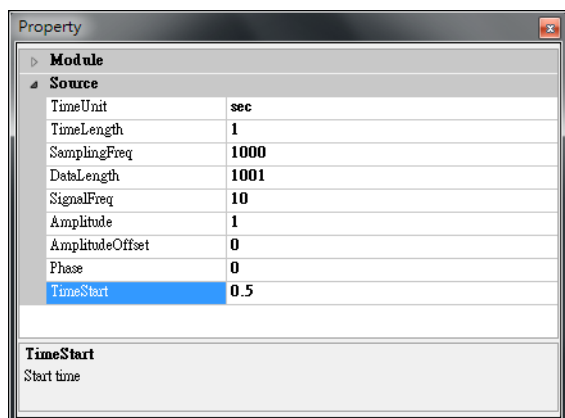 Property
Module
Source
TimeUnit sec
TimeLength 1
SamplingFreq 1000
DataLength 1001
SignalFreq 10
Amplitude 1
AmplitudeOffset 0
Phase 0
TimeStart 0.5
TimeStart
Start time